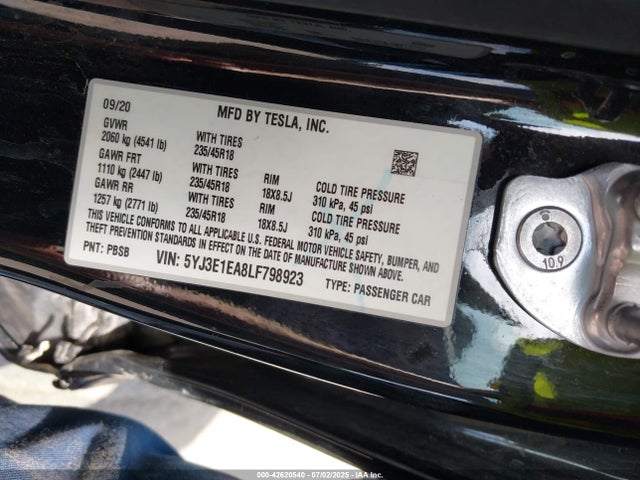 09/20
MFD BY TESLA, INC.
GVWR
2060 kg (4541 lb)
WITH TIRES
235/45R18
GAWR FRT
1110 kg (2447 lb)
WITH TIRES
235/45R18
RIM
18X8.5J
COLD TIRE PRESSURE
310 kPa, 45 psi
GAWR RR
1257 kg (2771 lb)
WITH TIRES
235/45R18
RIM
18X8.5J
COLD TIRE PRESSURE
310 kPa, 45 psi
THIS VEHICLE CONFORMS TO ALL APPLICABLE U.S. FEDERAL MOTOR VEHICLE SAFETY, BUMPER, AND
THEFT PREVENTION STANDARDS IN EFFECT ON THE DATE OF MANUFACTURE SHOWN ABOVE.
PNT: PBSB
VIN: 5YJ3E1EA8LF798923
TYPE: PASSENGER CAR
10.9
000-42620540 - 07/02/2025 - IAA Inc.